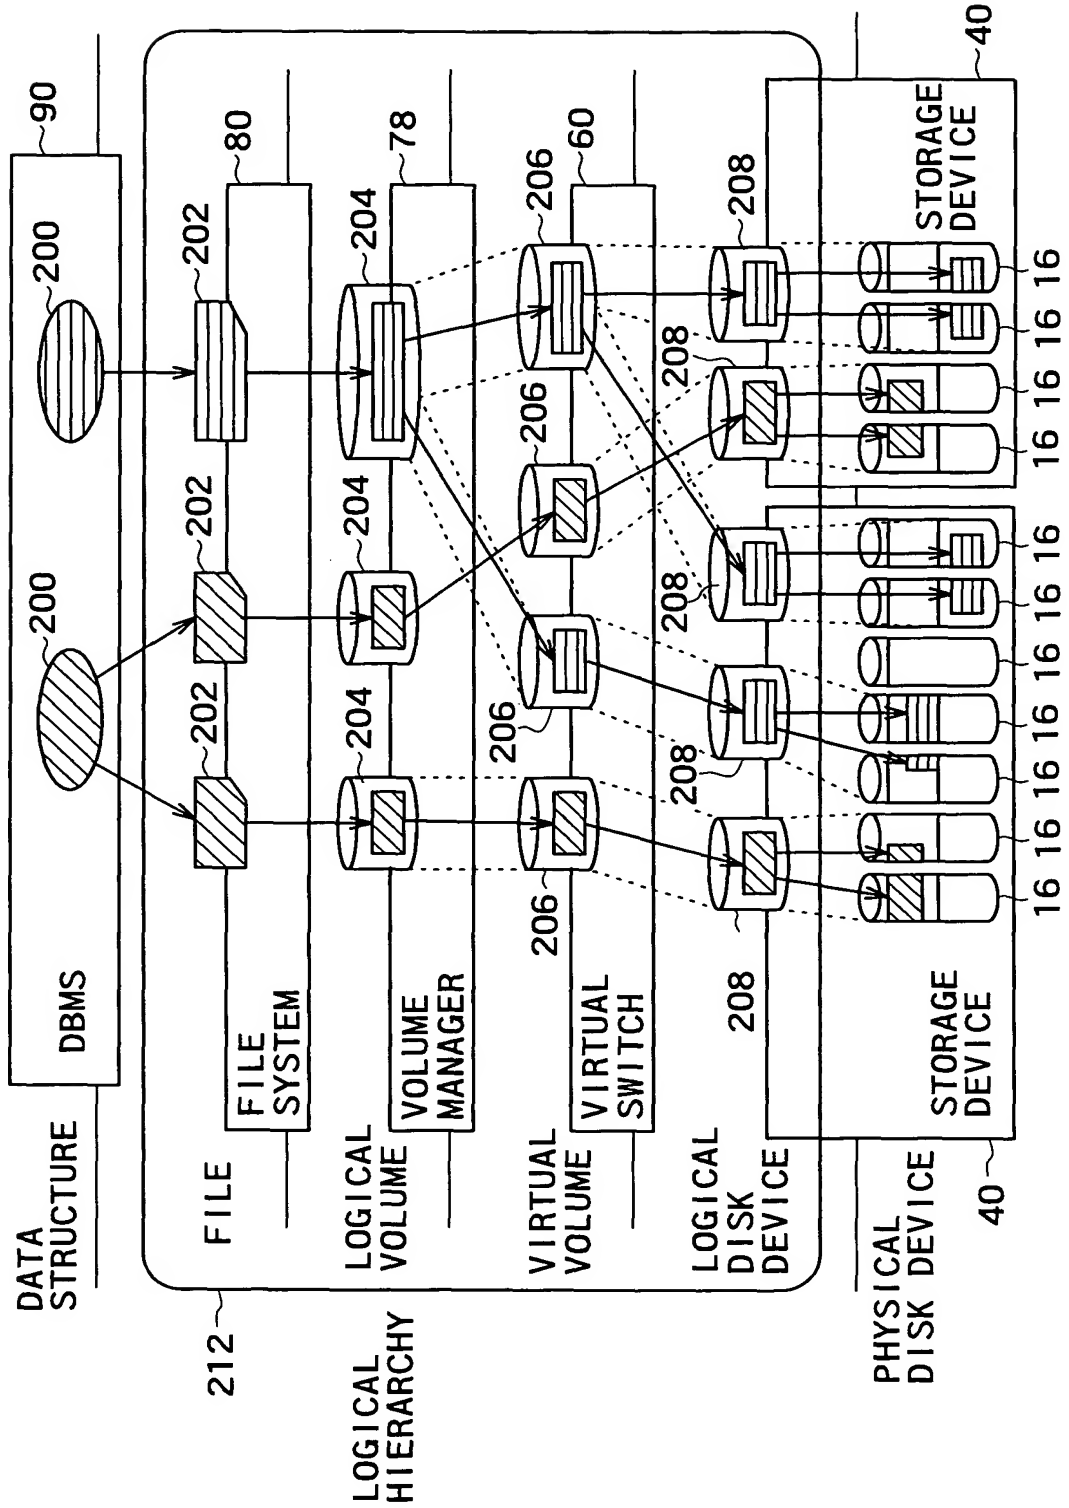 DATA
STRUCTURE
DBMS
200
200
90
212
LOGICAL
HIERARCHY
FILE
202
202
202
FILE
SYSTEM
80
LOGICAL
VOLUME
204
204
204
VOLUME
MANAGER
78
VIRTUAL
VOLUME
206
206
206
206
VIRTUAL
SWITCH
60
LOGICAL
DISK
DEVICE
208
208
208
208
208
PHYSICAL
DISK DEVICE
40
STORAGE
DEVICE
16
16
16
16
16
16
16
16
16
16
16
STORAGE
DEVICE
40